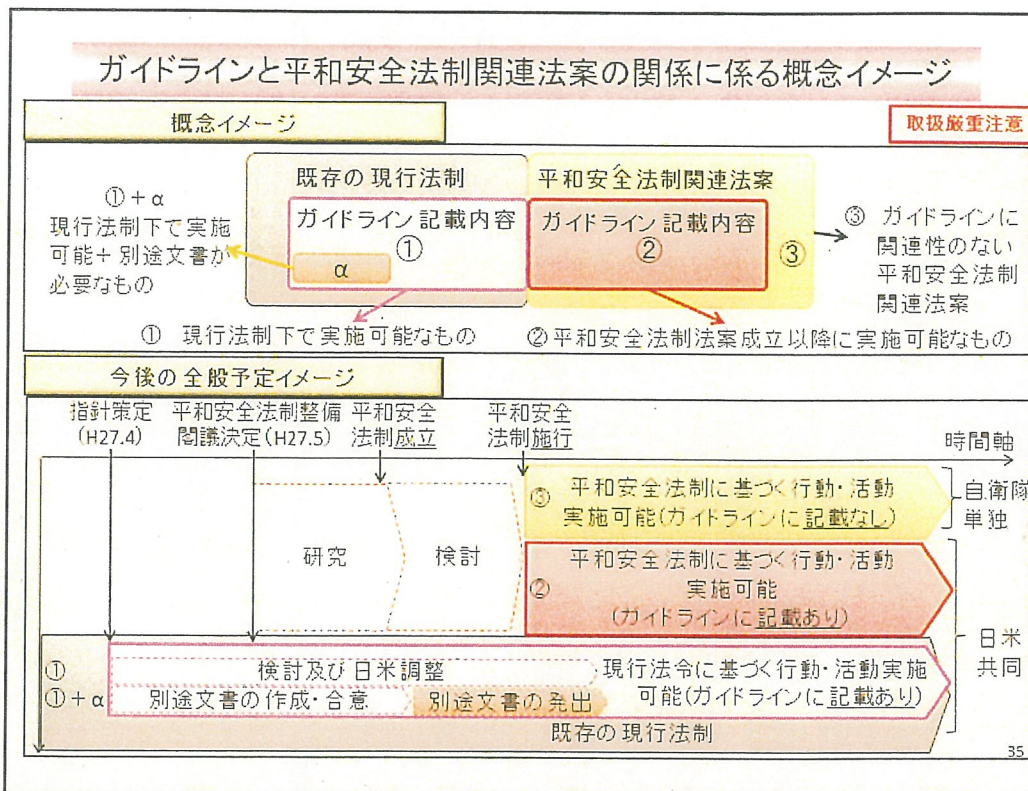 ガイドラインと平和安全法制関連法案の関係に係る概念イメージ
概念イメージ
取扱厳重注意
既存の現行法制
平和安全法制関連法案
①+α
現行法制下で実施
可能+別途文書が
必要なもの
ガイドライン記載内容
①
α
ガイドライン記載内容
②
③
③ ガイドラインに
関連性のない
平和安全法制
関連法案
① 現行法制下で実施可能なもの
②平和安全法制法案成立以降に実施可能なもの
今後の全般予定イメージ
指針策定
(H27.4)
平和安全法制整備
閣議決定(H27.5)
平和安全
法制成立
平和安全
法制施行
時間軸
③
平和安全法制に基づく行動・活動
実施可能(ガイドラインに記載なし)
自衛隊
単独
研究
検討
②
平和安全法制に基づく行動・活動
実施可能
(ガイドラインに記載あり)
日米
共同
①
①+α
検討及び日米調整
別途文書の作成・合意
別途文書の発出
現行法令に基づく行動・活動実施
可能(ガイドラインに記載あり)
既存の現行法制
35